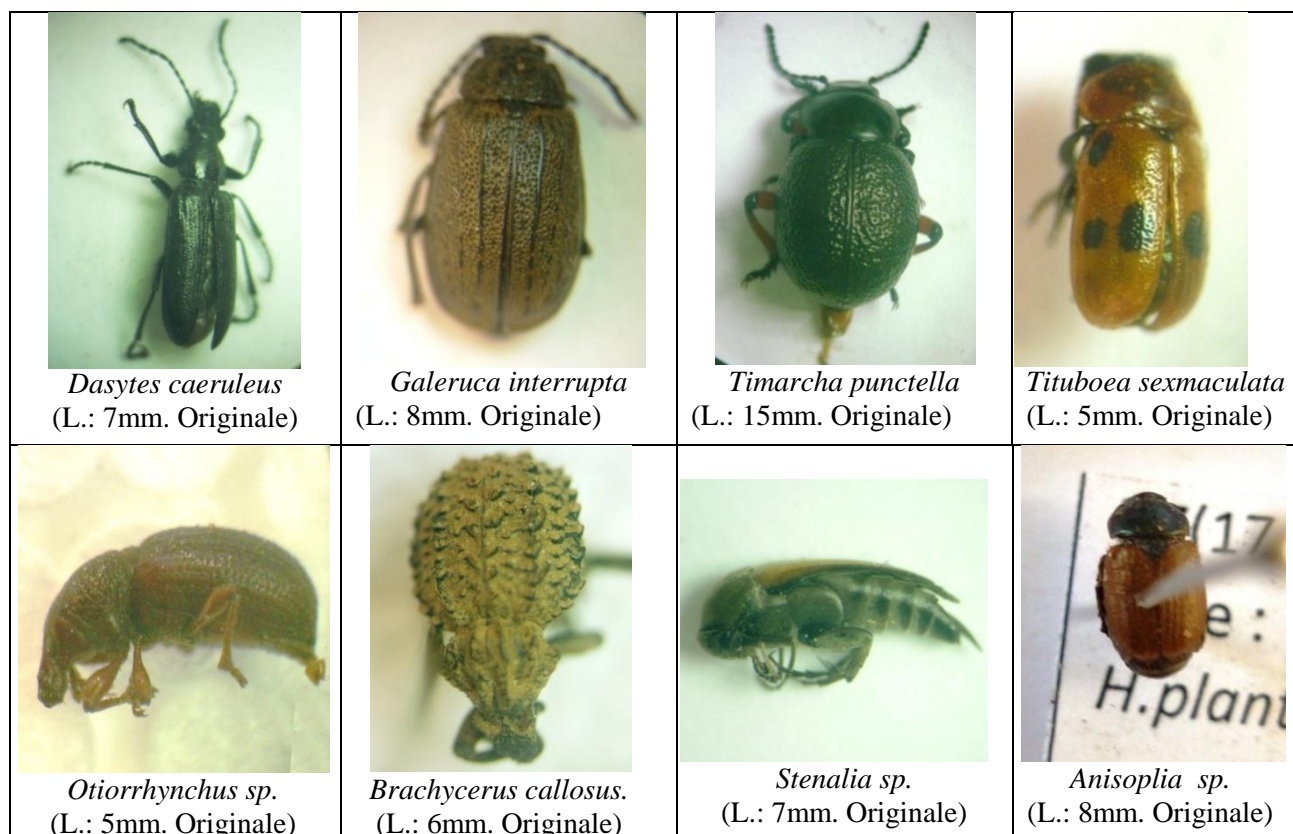 Dasytes caeruleus
(L.: 7mm. Originale)
Galeruca interrupta
(L.: 8mm. Originale)
Timarcha punctella
(L.: 15mm. Originale)
Tituboea sexmaculata
(L.: 5mm. Originale)
(17
e :
H.plant
Otiorrhynchus sp.
(L.: 5mm. Originale)
Brachycerus callosus.
(L.: 6mm. Originale)
Stenalia sp.
(L.: 7mm. Originale)
Anisoplia sp.
(L.: 8mm. Originale)